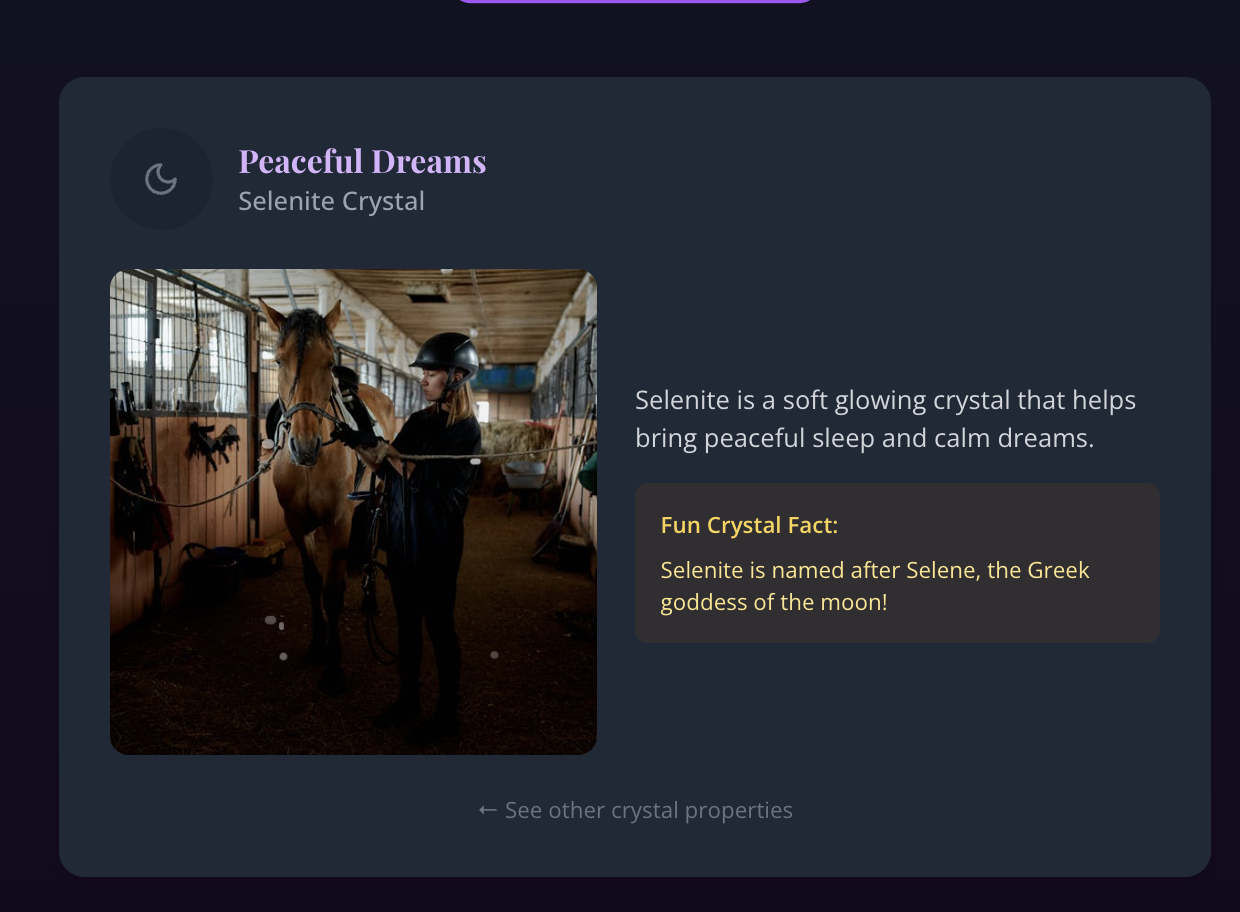 Peaceful Dreams
Selenite Crystal
Selenite is a soft glowing crystal that helps
bring peaceful sleep and calm dreams.
Fun Crystal Fact:
Selenite is named after Selene, the Greek
goddess of the moon!
← See other crystal properties